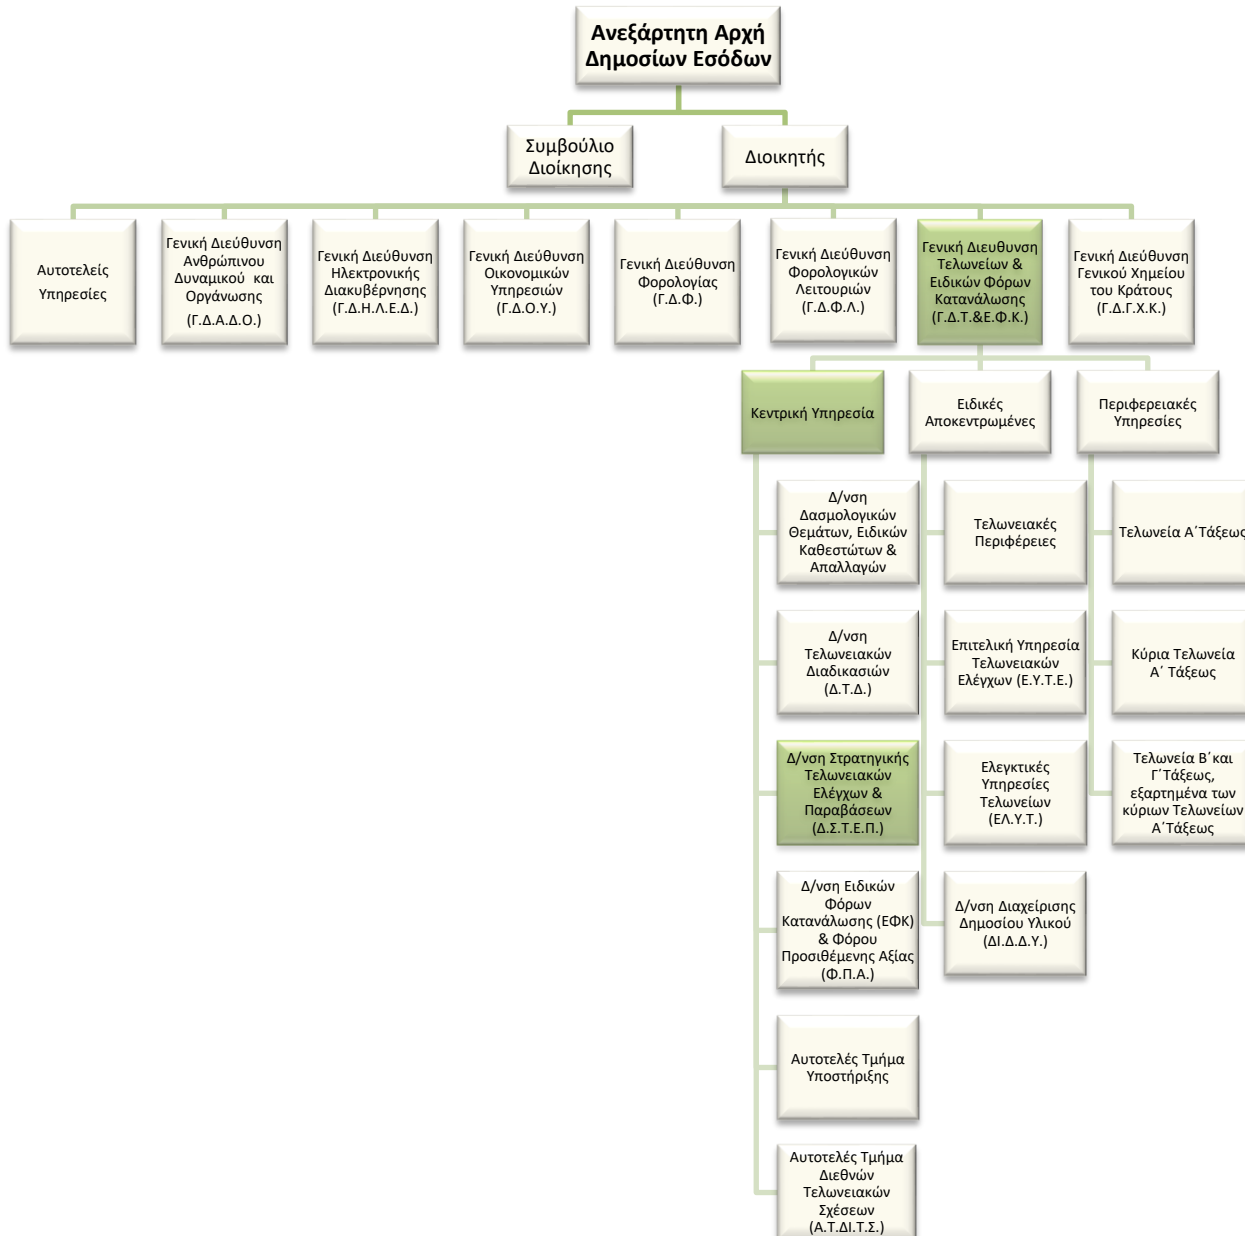 Ανεξάρτητη Αρχή
Δημοσίων Εσόδων
Συμβούλιο
Διοίκησης
Διοικητής
Αυτοτελείς
Υπηρεσίες
Γενική Διεύθυνση
Ανθρώπινου
Δυναμικού και
Οργάνωσης
(Γ.Δ.Α.Δ.Ο.)
Γενική Διεύθυνση
Ηλεκτρονικής
Διακυβέρνησης
(Γ.Δ.Η.Λ.Ε.Δ.)
Γενική Διεύθυνση
Οικονομικών
Υπηρεσιών
(Γ.Δ.Ο.Υ.)
Γενική Διεύθυνση
Φορολογίας
(Γ.Δ.Φ.)
Γενική Διεύθυνση
Φορολογικών
Λειτουριών
(Γ.Δ.Φ.Λ.)
Γενική Διευθυνση
Τελωνείων &
Ειδικών Φόρων
Κατανάλωσης
(Γ.Δ.Τ.&Ε.Φ.Κ.)
Γενική Διεύθυνση
Γενικού Χημείου
του Κράτους
(Γ.Δ.Γ.Χ.Κ.)
Κεντρική Υπηρεσία
Ειδικές
Αποκεντρωμένες
Περιφερειακές
Υπηρεσίες
Δ/νση
Δασμολογικών
Θεμάτων, Ειδικών
Καθεστώτων &
Απαλλαγών
Τελωνειακές
Περιφέρειες
Τελωνεία Α΄Τάξεως
Δ/νση
Τελωνειακών
Διαδικασιών
(Δ.Τ.Δ.)
Επιτελική Υπηρεσία
Τελωνειακών
Ελέγχων (Ε.Υ.Τ.Ε.)
Κύρια Τελωνεία
Α΄ Τάξεως
Δ/νση Στρατηγικής
Τελωνειακών
Ελέγχων &
Παραβάσεων
(Δ.Σ.Τ.Ε.Π.)
Ελεγκτικές
Υπηρεσίες
Τελωνείων
(ΕΛ.Υ.Τ.)
Τελωνεία Β΄και
Γ΄Τάξεως,
εξαρτημένα των
κύριων Τελωνείων
Α΄Τάξεως
Δ/νση Ειδικών
Φόρων
Κατανάλωσης (ΕΦΚ)
& Φόρου
Προσιθέμενης Αξίας
(Φ.Π.Α.)
Δ/νση Διαχείρισης
Δημοσίου Υλικού
(ΔΙ.Δ.Δ.Υ.)
Αυτοτελές Τμήμα
Υποστήριξης
Αυτοτελές Τμήμα
Διεθνών
Τελωνειακών
Σχέσεων
(Α.Τ.ΔΙ.Τ.Σ.)